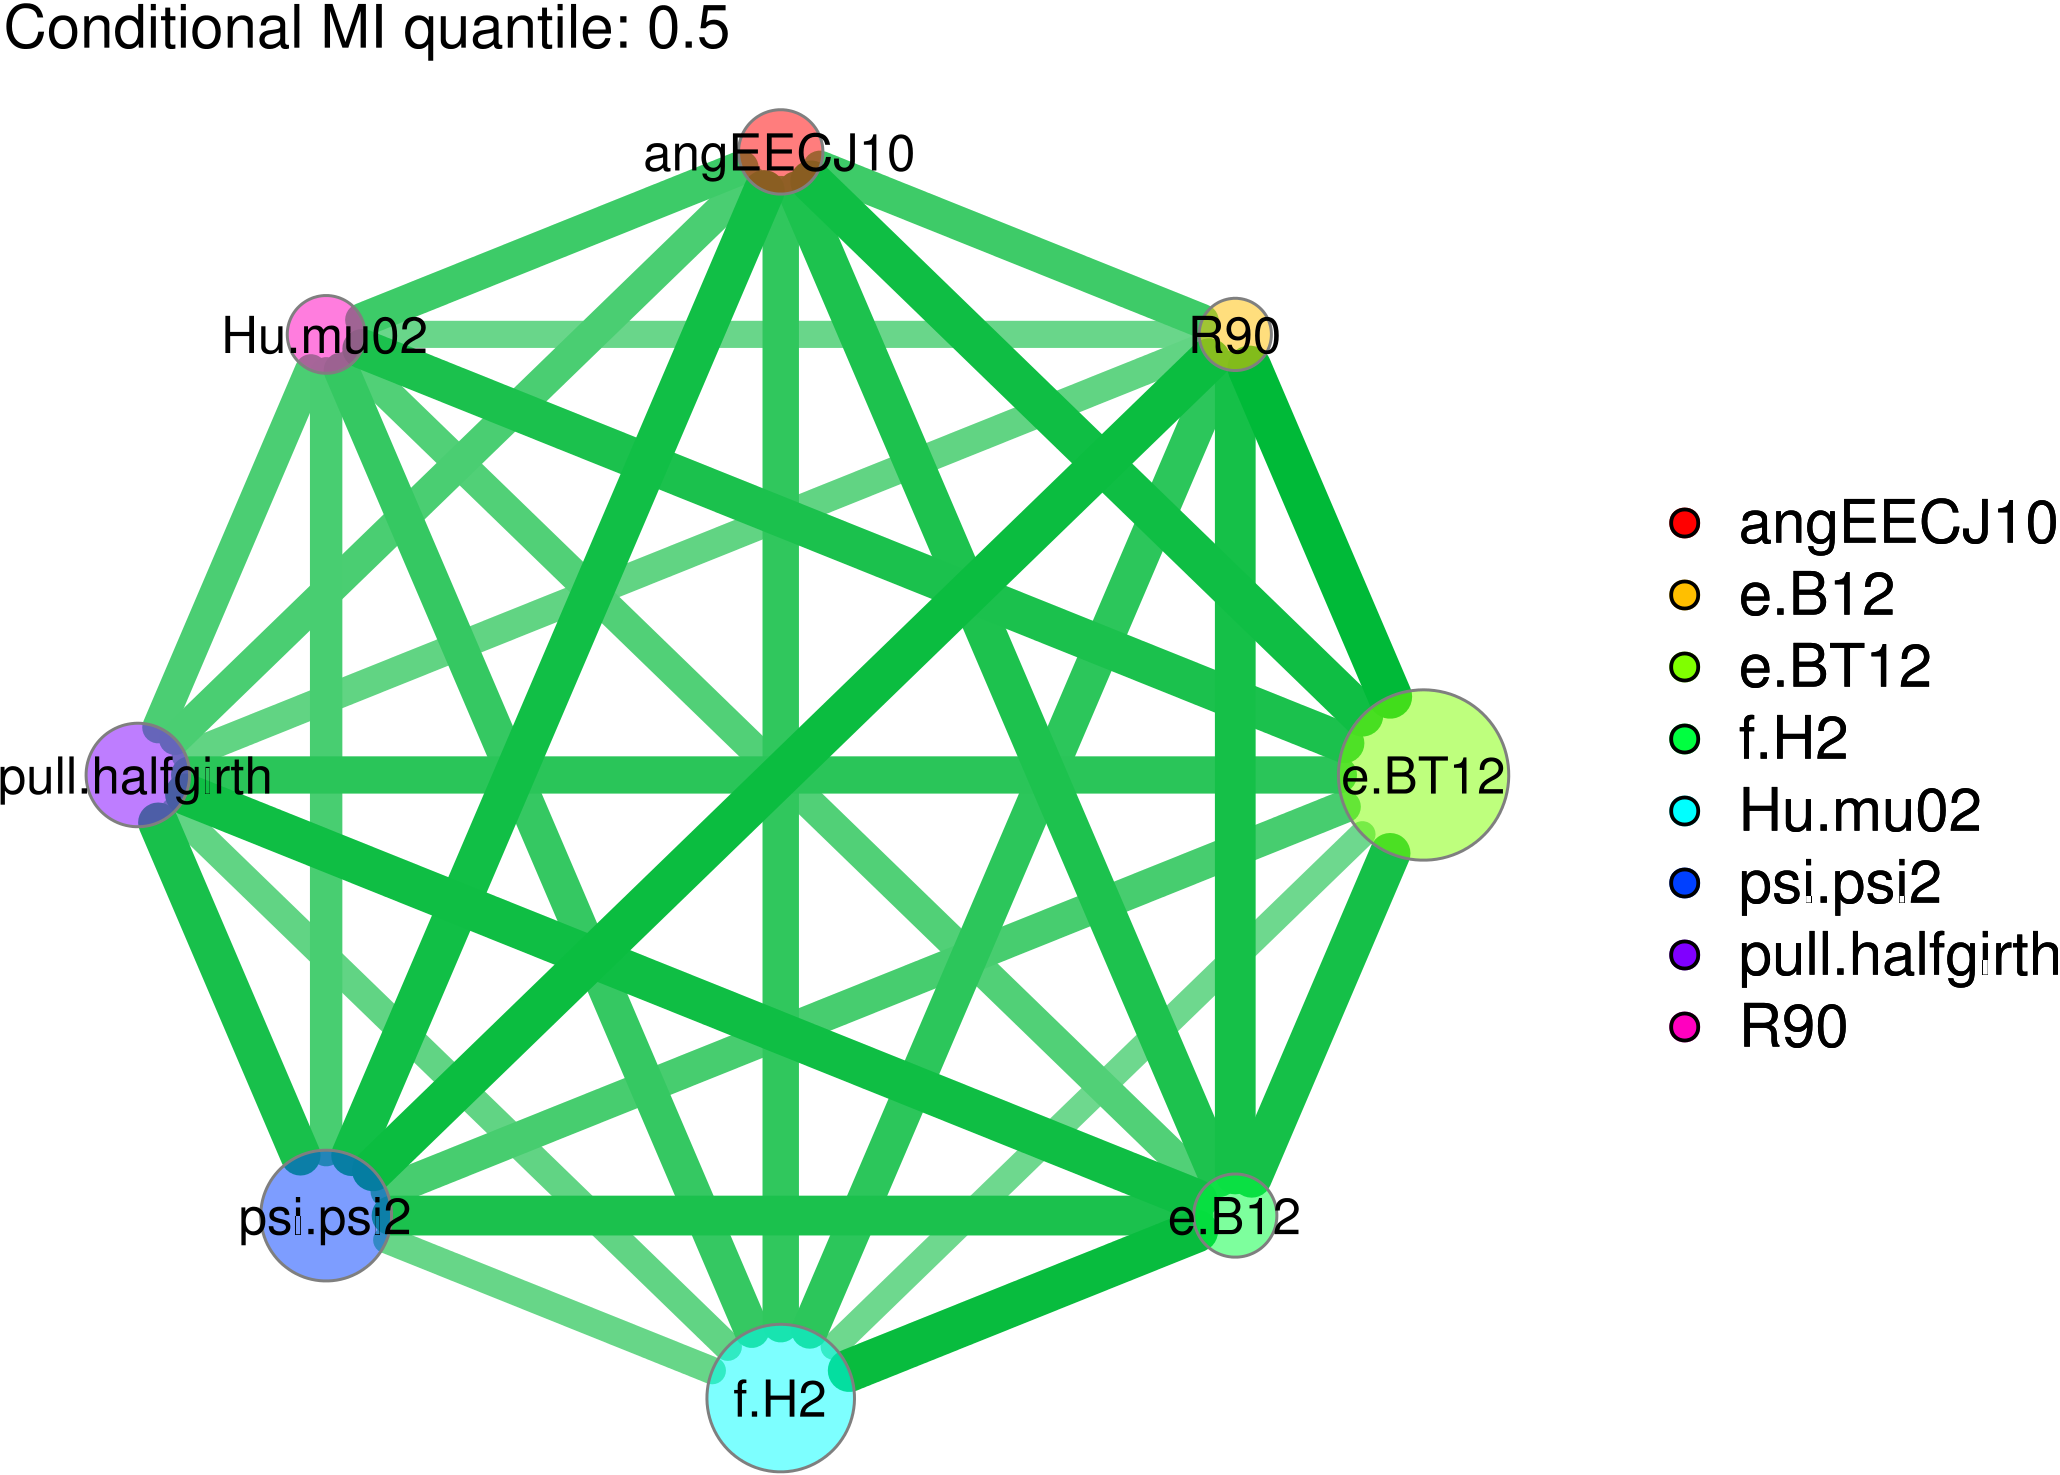 Conditional MI quantile: 0.5
angEECJ10
Hu.mu02
R90
pull.halfgirth
e.BT12
psi.psi2
e.B12
f.H2
angEECJ10
e.B12
e.BT12
f.H2
Hu.mu02
psi.psi2
pull.halfgirth
R90